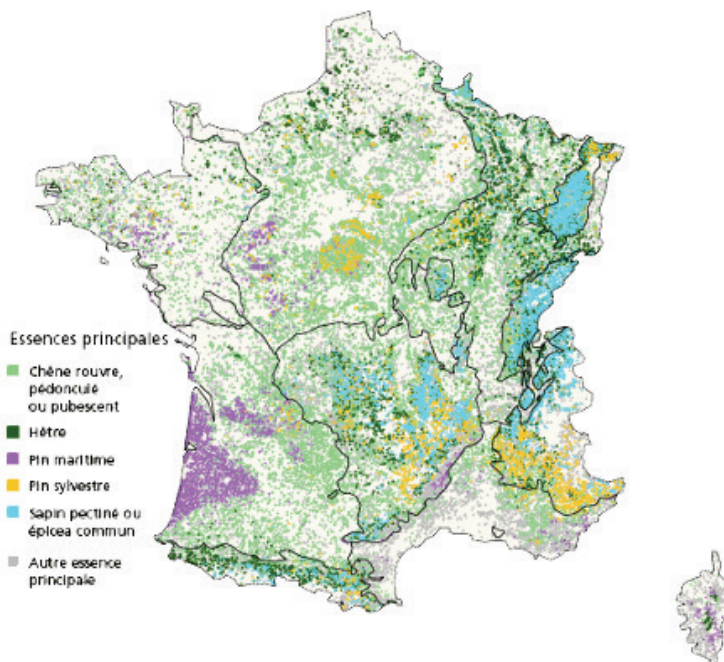 Essences principales
Chêne rouvre,
pédonculé
ou pubescent
Hêtre
Pin maritime
Pin sylvestre
Sapin pectiné ou
épicea commun
Autre essence
principale